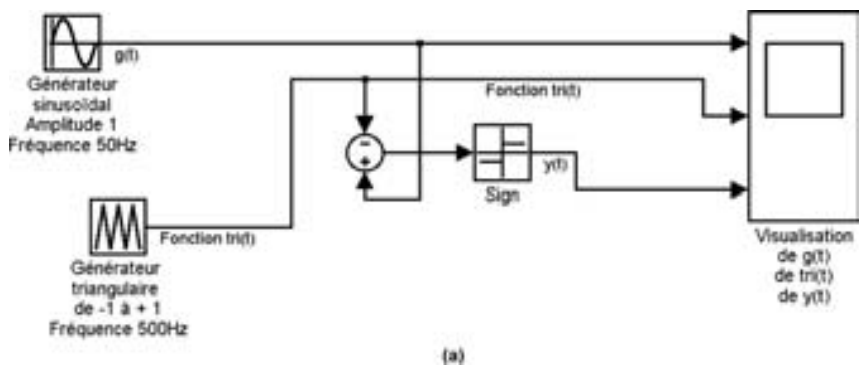 g(t)
Générateur
sinusoïdal
Amplitude 1
Fréquence 50Hz
Fonction tri(t)
Sign
y(t)
Fonction tri(t)
Générateur
triangulaire
de -1 à + 1
Fréquence 500Hz
Visualisation
de g(t)
de tri(t)
de y(t)
(a)